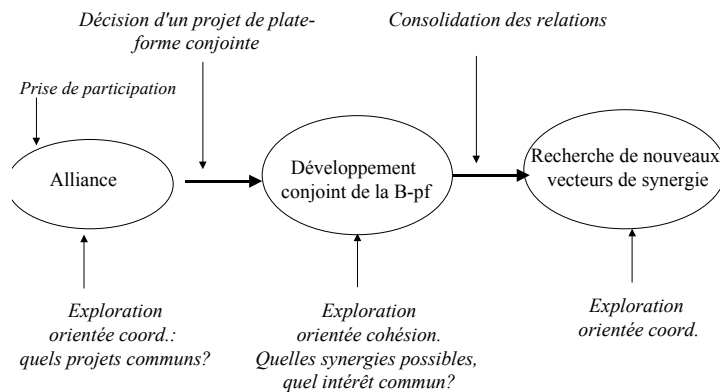 Décision d'un projet de plate-
forme conjointe
Consolidation des relations
Prise de participation
Alliance
Développement
conjoint de la B-pf
Recherche de nouveaux
vecteurs de synergie
Exploration
orientée coord.:
quels projets communs?
Exploration
orientée cohésion.
Quelles synergies possibles,
quel intérêt commun?
Exploration
orientée coord.